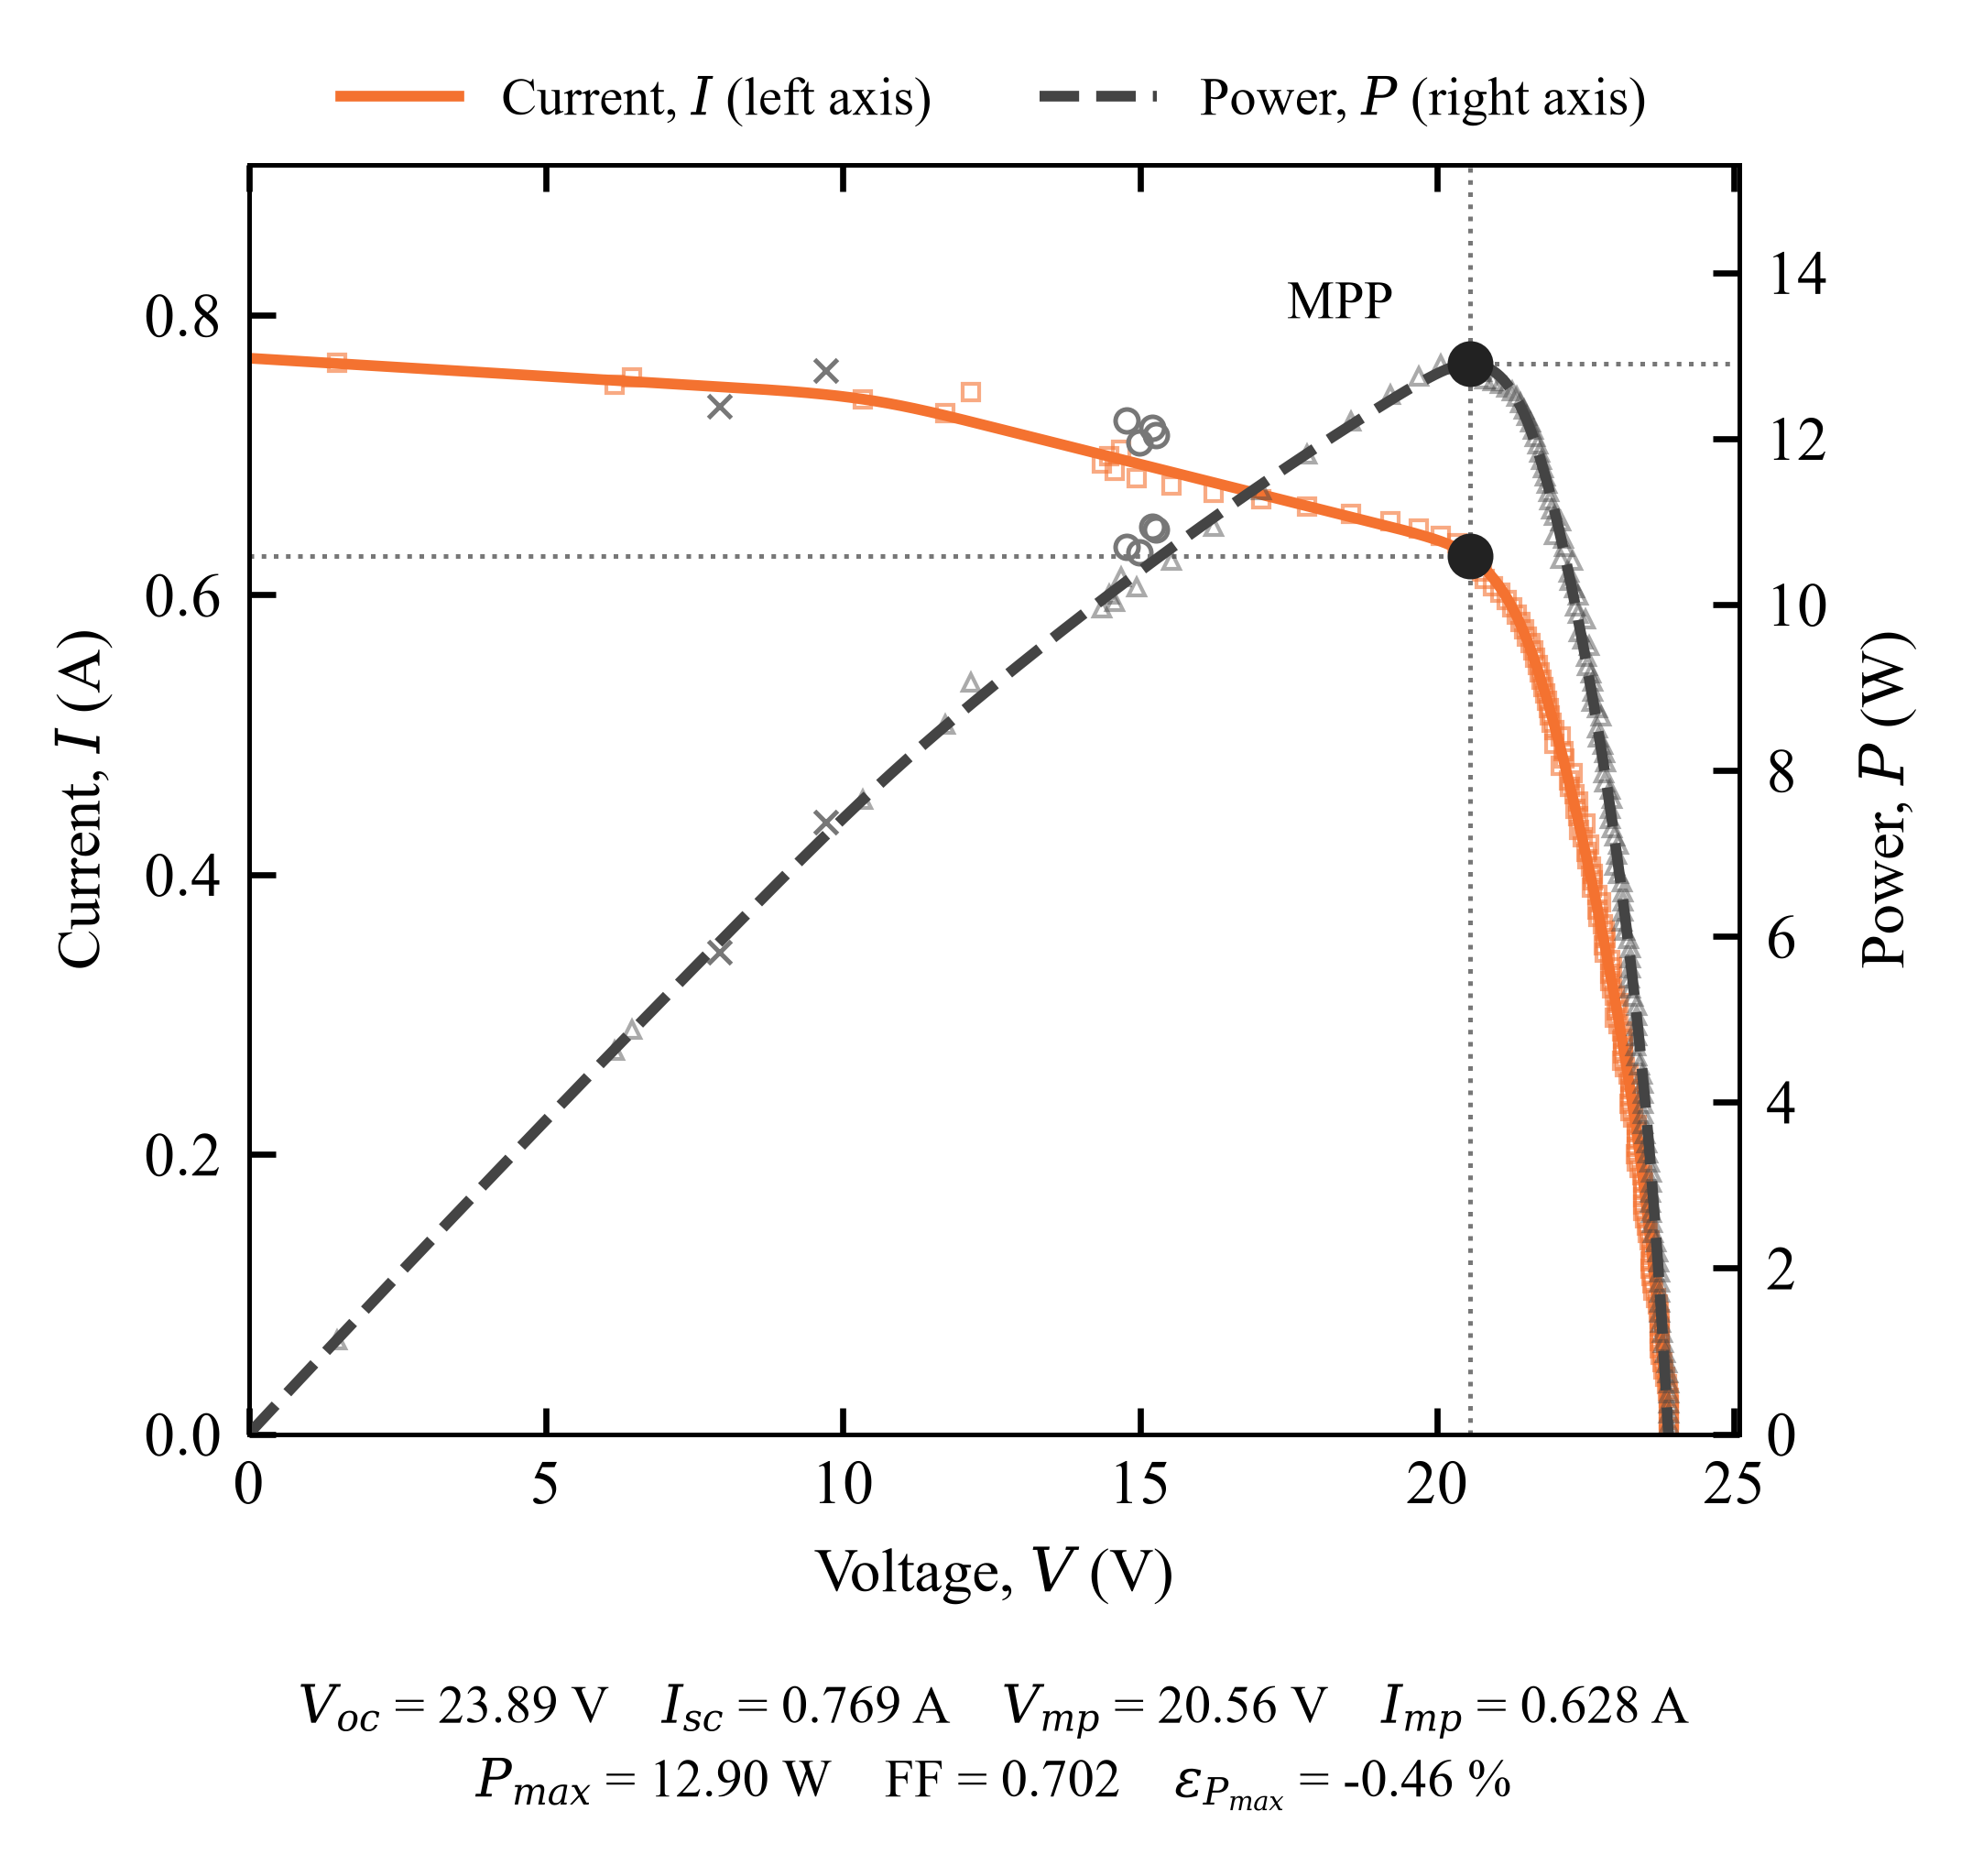 Current, I (left axis) Power, P (right axis)
MPP
0.8
0.6
0.4
0.2
0.0
Current, I (A)
14
12
10
8
6
4
2
0
Power, P (W)
0 5 10 15 20 25
Voltage, V (V)
V_oc = 23.89 V I_sc = 0.769 A V_mp = 20.56 V I_mp = 0.628 A
P_max = 12.90 W FF = 0.702 ε_P_max = -0.46 %